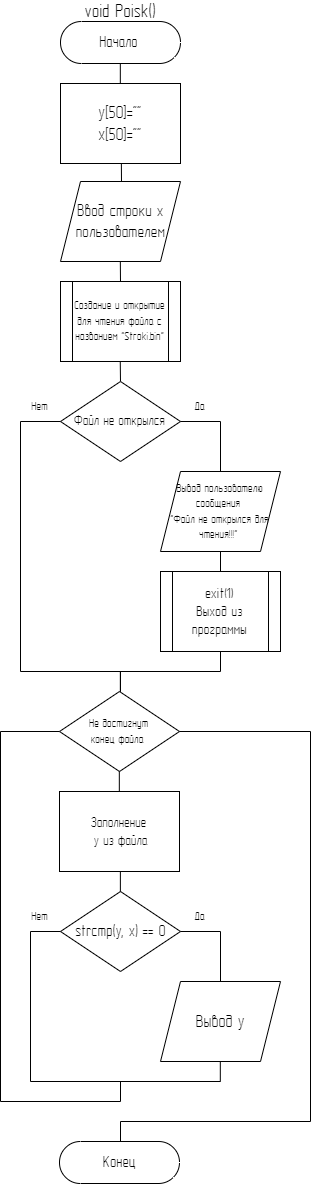 void Poisk()
Начало
y[50]=""
x[50]=""
Ввод строки x
пользователем
Создание и открытие
для чтения файла с
названием "Stroki.bin"
Нет
Да
Файл не открылся
Вывод пользователю
сообщения
"Файл не открылся для
чтения!!!"
exit(1)
Выход из
программы
Не достигнут
конец файла
Заполнение
y из файла
Нет
Да
strcmp(y, x) == 0
Вывод y
Конец